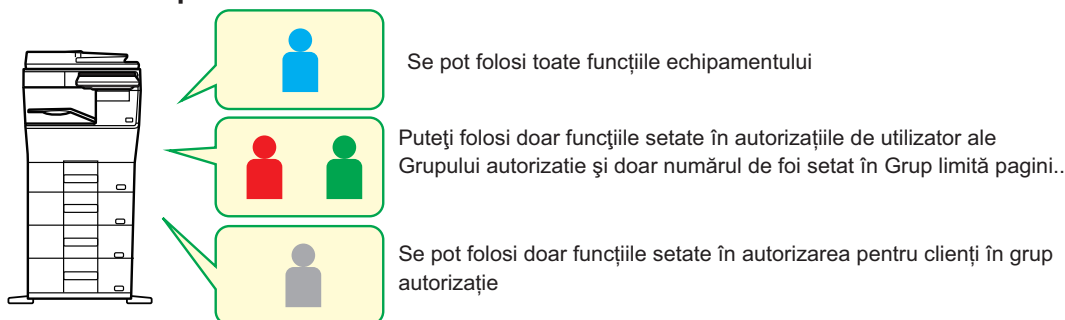 Se pot folosi toate funcțiile echipamentului
Puteţi folosi doar funcţiile setate în autorizațiile de utilizator ale
Grupului autorizatie şi doar numărul de foi setat în Grup limită pagini..
Se pot folosi doar funcțiile setate în autorizarea pentru clienți în grup
autorizație